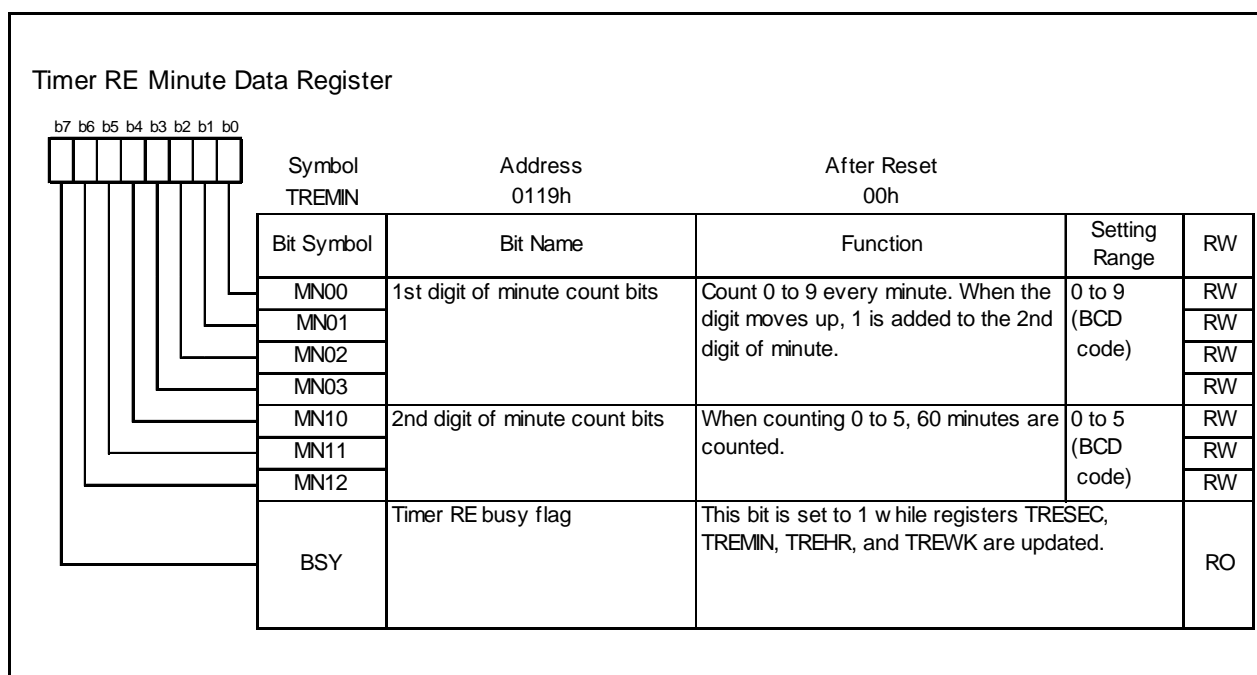 Timer RE Minute Data Register
b7 b6 b5 b4 b3 b2 b1 b0
Symbol Address After Reset
TREMIN 0119h 00h
Bit Symbol Bit Name Function Setting Range RW
MN00 1st digit of minute count bits Count 0 to 9 every minute. When the 0 to 9 RW
MN01 digit moves up, 1 is added to the 2nd (BCD RW
MN02 digit of minute. code) RW
MN03 RW
MN10 2nd digit of minute count bits When counting 0 to 5, 60 minutes are 0 to 5 RW
MN11 counted. (BCD RW
MN12 code) RW
Timer RE busy flag This bit is set to 1 while registers TRESEC,
TREMIN, TREHR, and TREWK are updated.
BSY RO